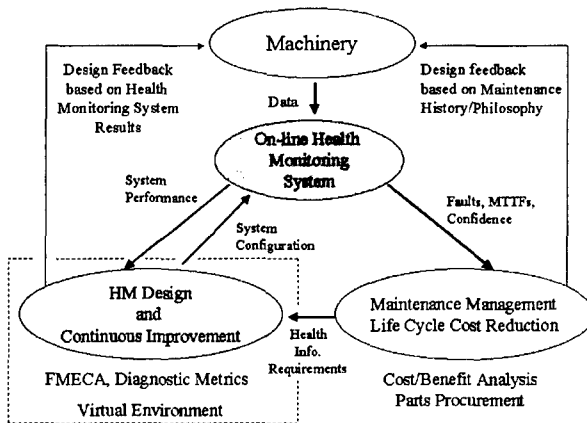 Machinery
Design Feedback
based on Health
Monitoring System
Results
Data
Design feedback
based on Maintenance
History/Philosophy
On-line Health
Monitoring
System
System
Performance
System
Configuration
Faults, MTTFs,
Confidence
HM Design
and
Continuous Improvement
Health
Info.
Requirements
Maintenance Management
Life Cycle Cost Reduction
FMECA, Diagnostic Metrics
Virtual Environment
Cost/Benefit Analysis
Parts Procurement